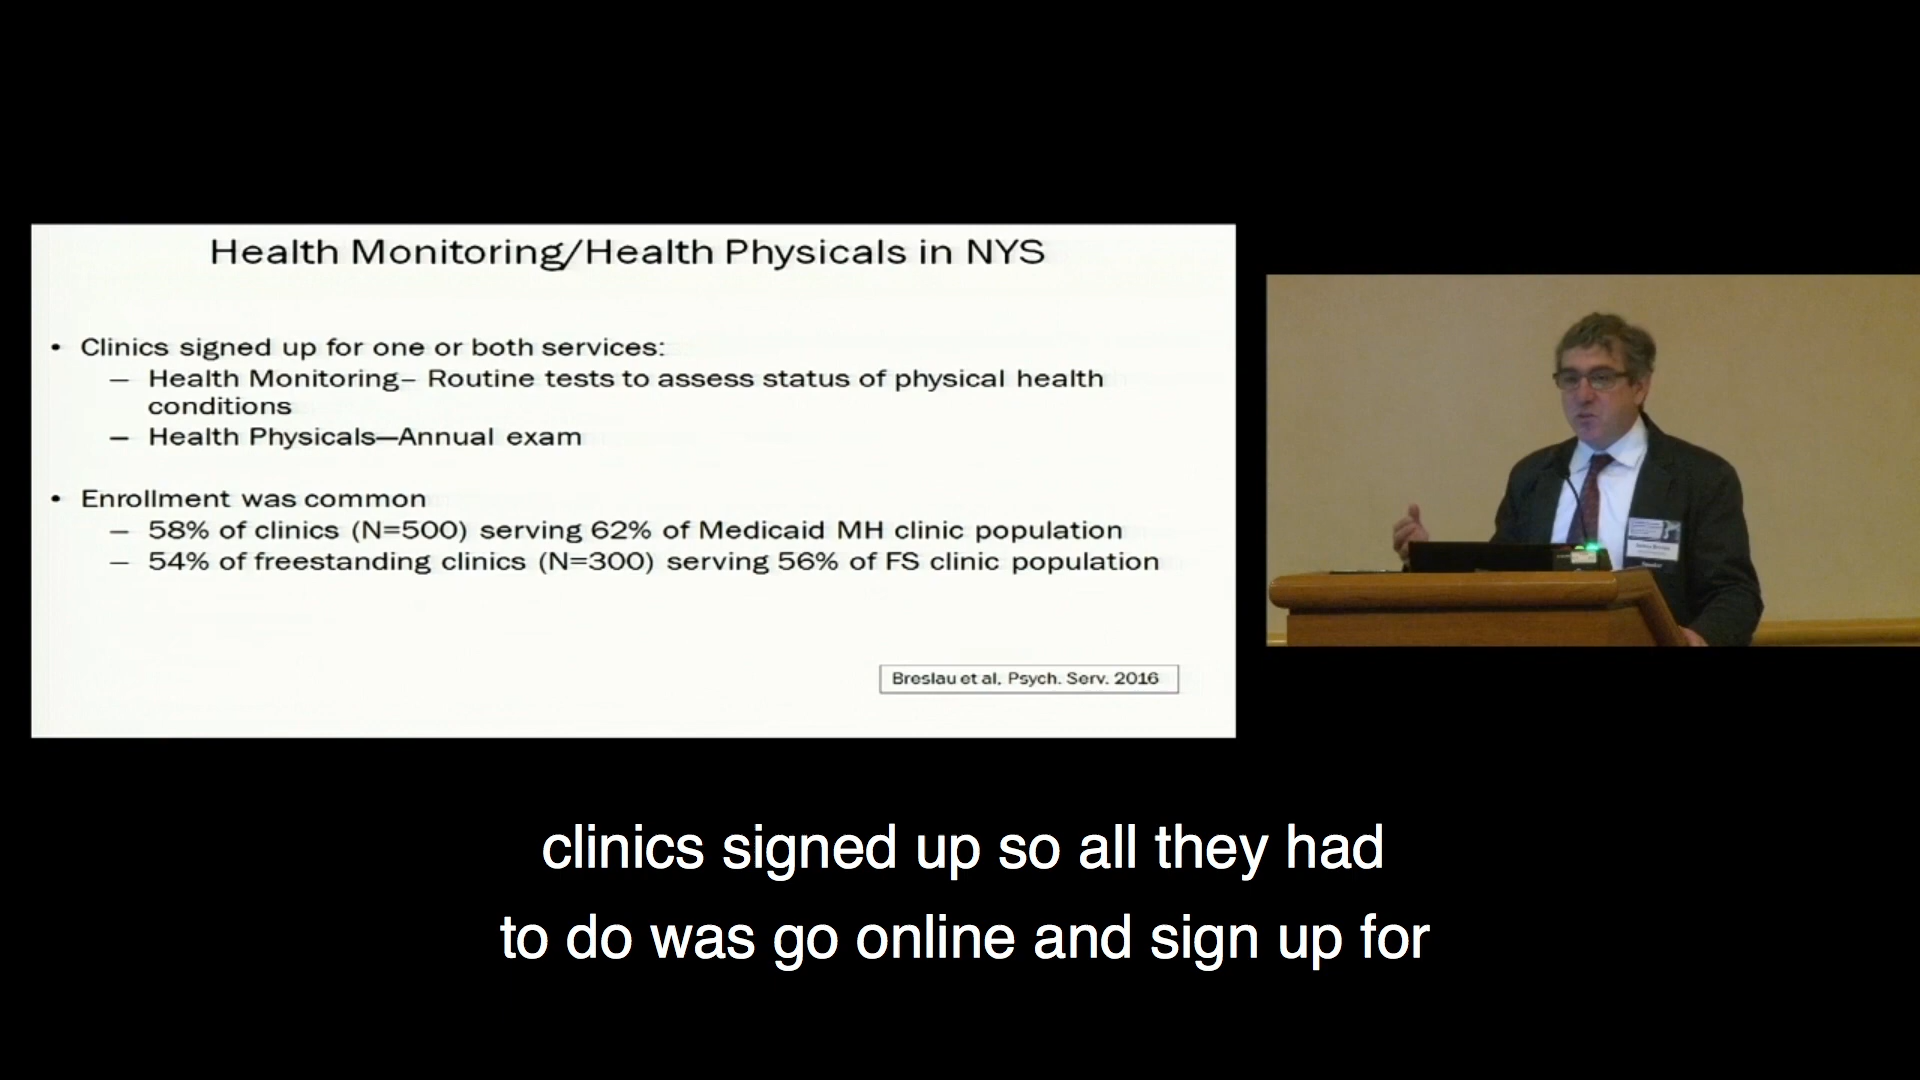 Health Monitoring/Health Physicals in NYS
• Clinics signed up for one or both services:
– Health Monitoring– Routine tests to assess status of physical health
conditions
– Health Physicals—Annual exam
• Enrollment was common
– 58% of clinics (N=500) serving 62% of Medicaid MH clinic population
– 54% of freestanding clinics (N=300) serving 56% of FS clinic population
Breslau et al, Psych. Serv. 2016
clinics signed up so all they had
to do was go online and sign up for